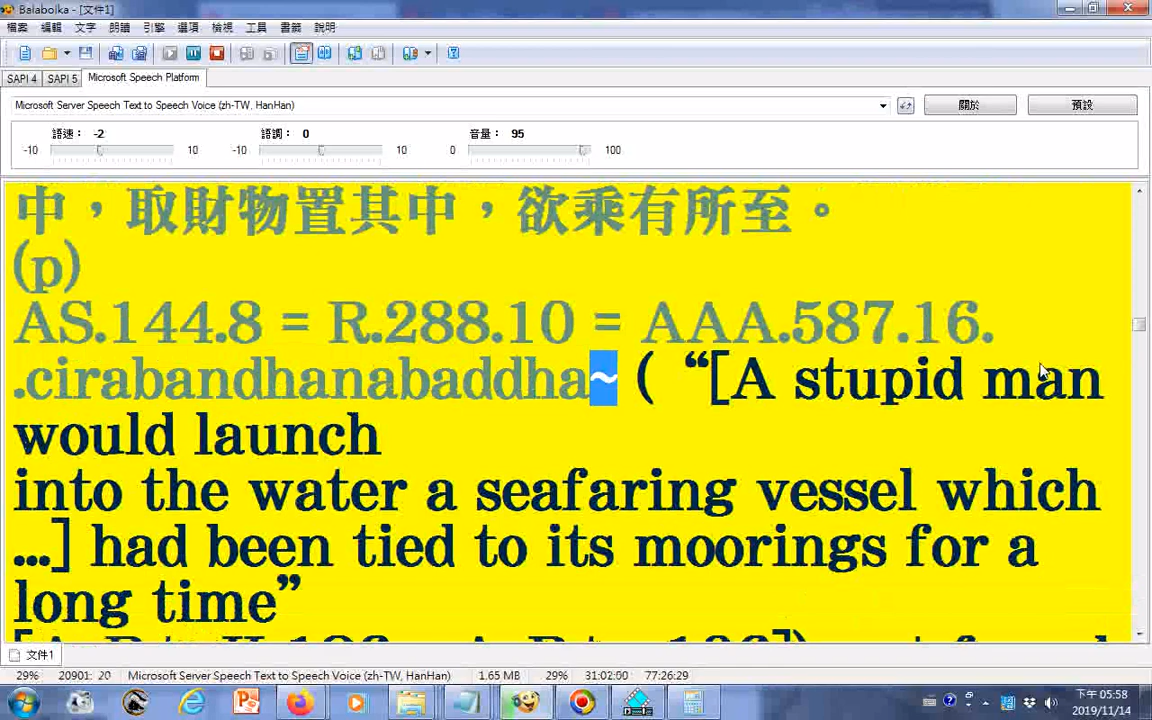 Balabolka - [文件1]
檔案 編輯 文字 朗讀 引擎 選項 檢視 工具 書籤 說明
SAPI 4 SAPI 5 Microsoft Speech Platform
Microsoft Server Speech Text to Speech Voice (zh-TW, HanHan) 關於 預設
語速： -2 語調： 0 音量： 95
-10 10 -10 10 0 100
中，取財物置其中，欲乘有所至。
(p)
AS.144.8 = R.288.10 = AAA.587.16.
.cirabandhanabaddha~ ( “[A stupid man
would launch
into the water a seafaring vessel which
…] had been tied to its moorings for a
long time”
文件1
29% 20901: 20 Microsoft Server Speech Text to Speech Voice (zh-TW, HanHan) 1.65 MB 29% 31:02:60 77:26:29
下午 05:58
2019/11/14